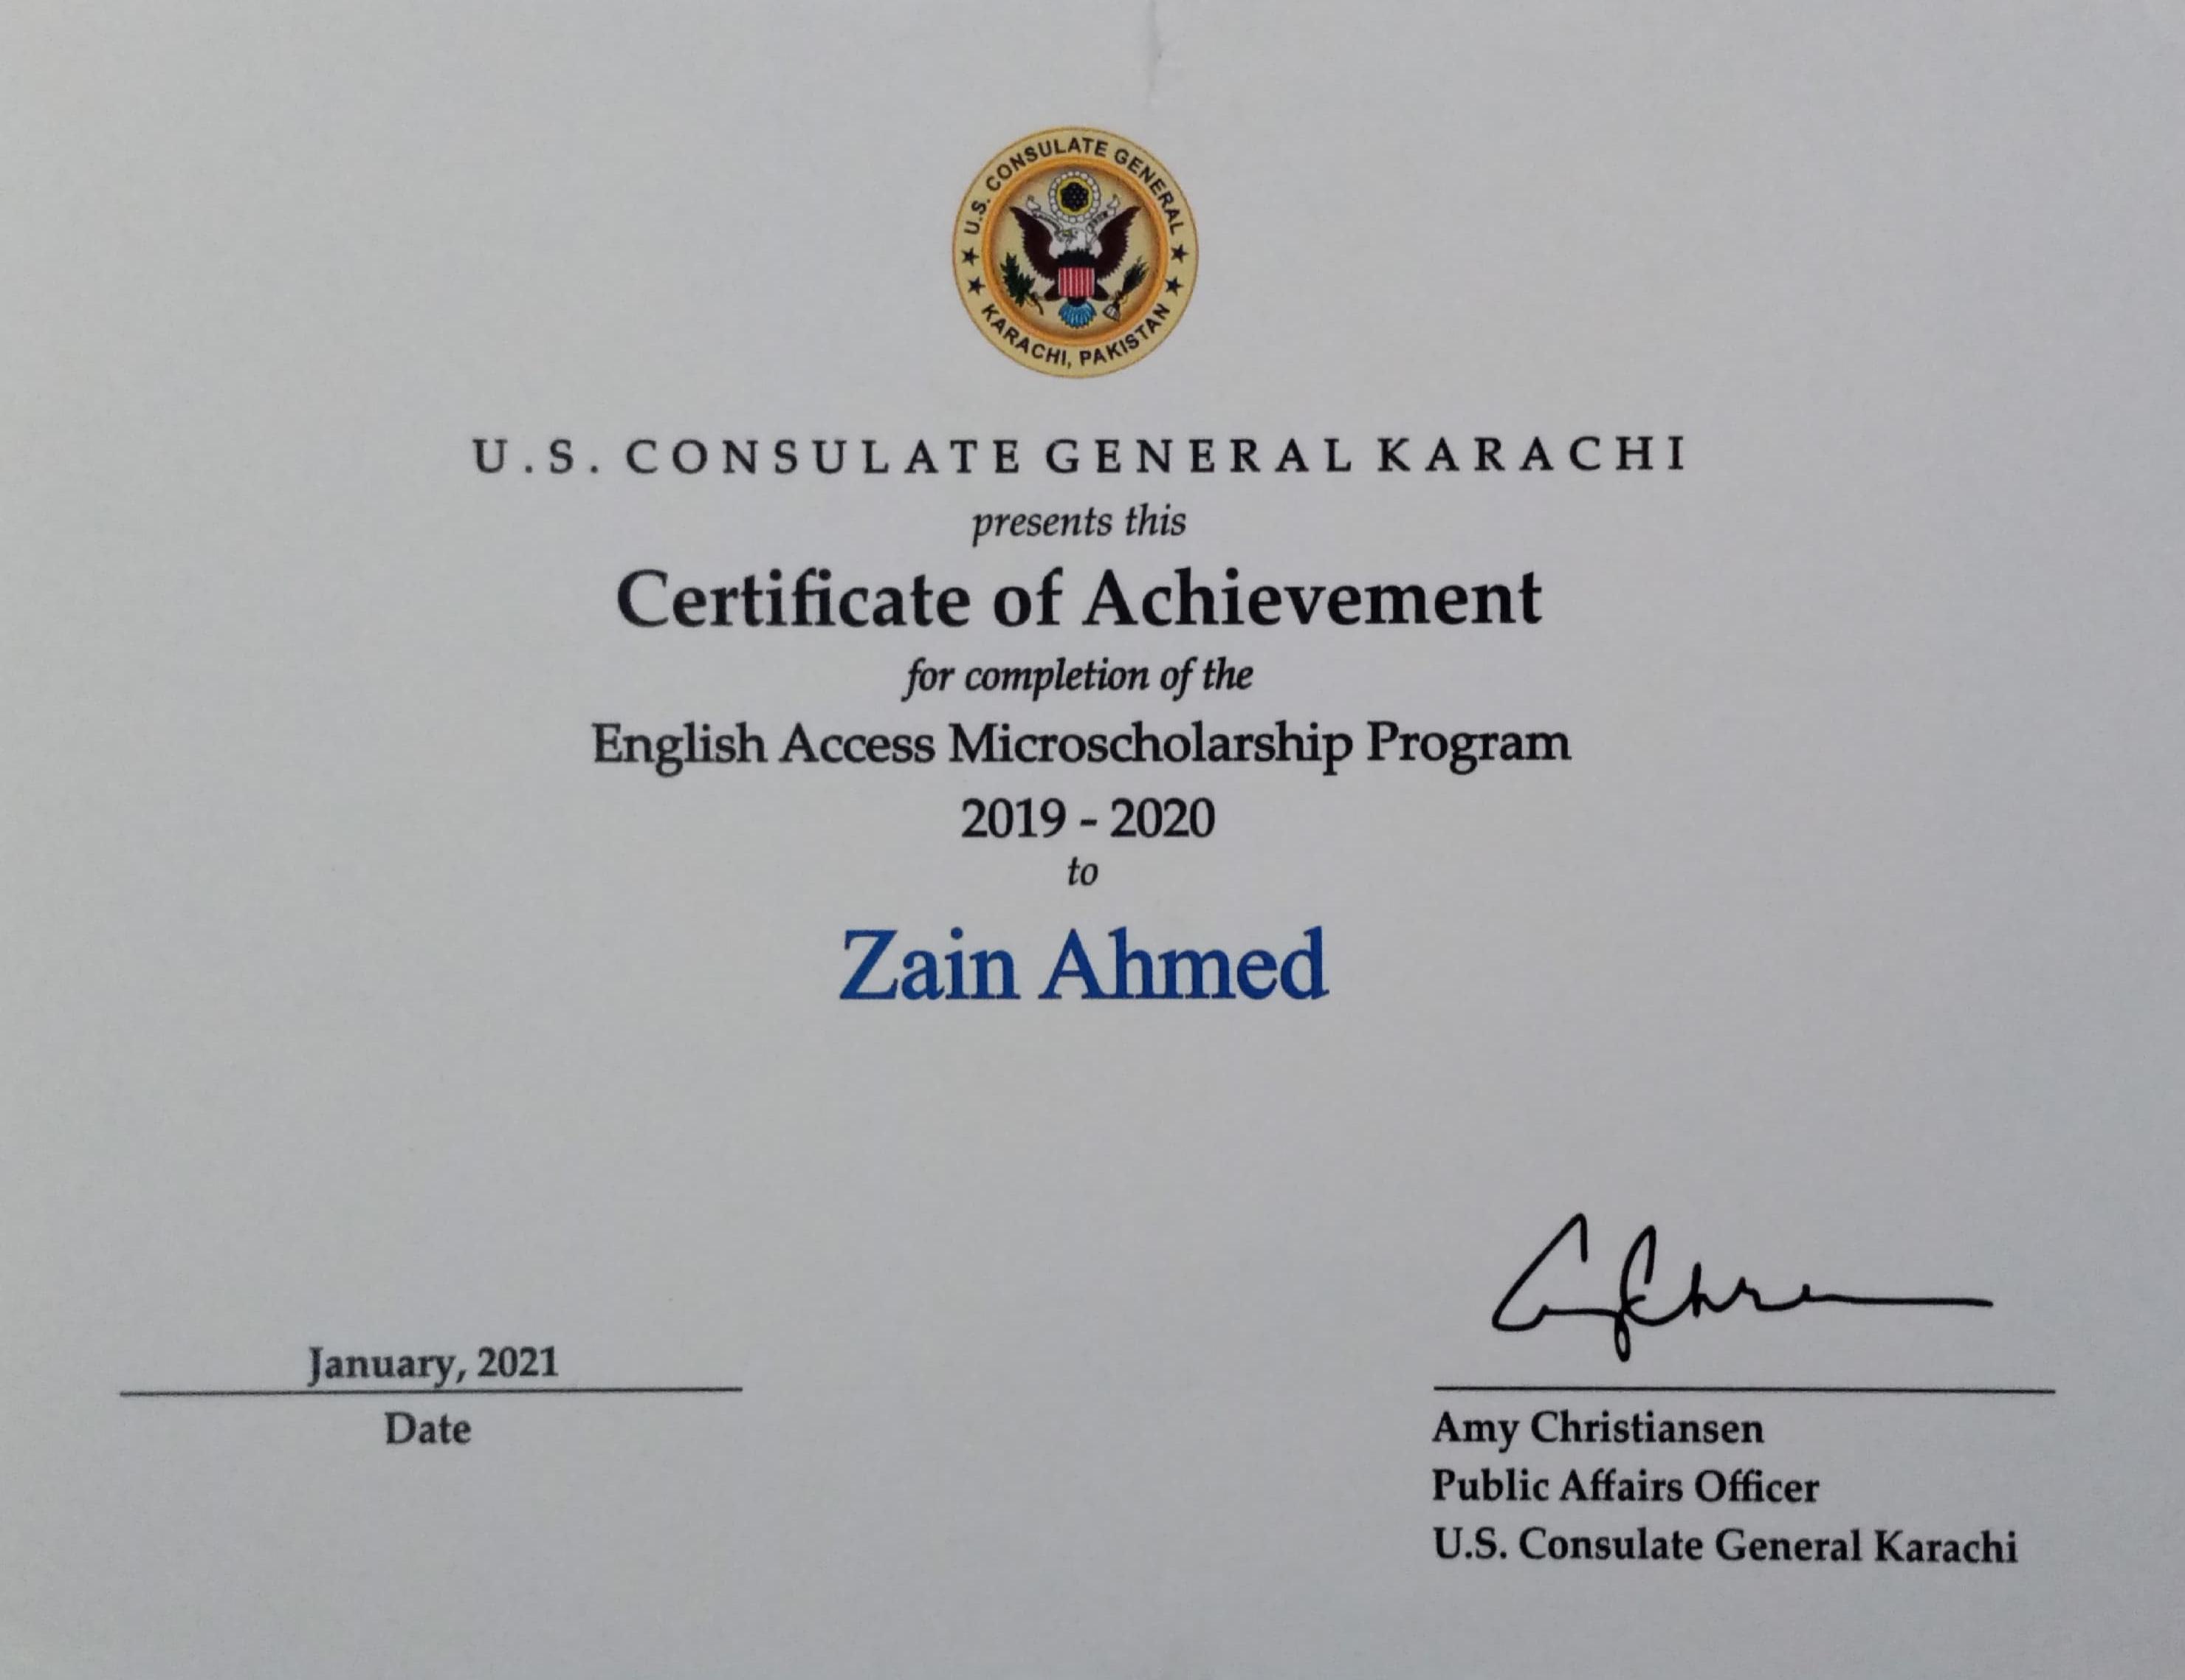 U.S. CONSULATE GENERAL
KARACHI, PAKISTAN
U.S. CONSULATE GENERAL KARACHI
presents this
Certificate of Achievement
for completion of the
English Access Microscholarship Program
2019 - 2020
to
Zain Ahmed
January, 2021
Date
Amy Christiansen
Public Affairs Officer
U.S. Consulate General Karachi